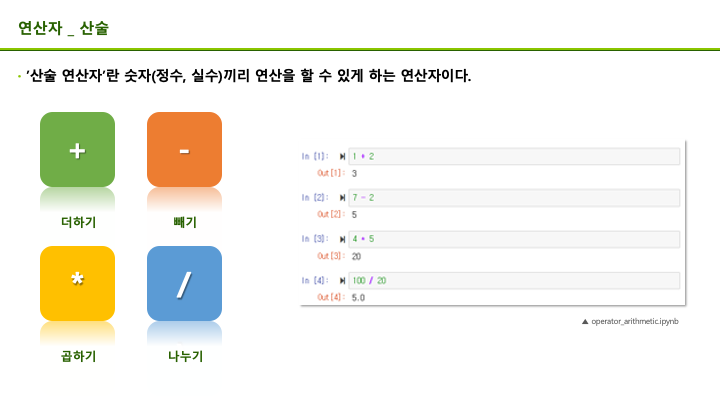 연산자 _ 산술
· ‘산술 연산자’란 숫자(정수, 실수)끼리 연산을 할 수 있게 하는 연산자이다.
+
-
더하기
빼기
*
/
곱하기
나누기
In [1]: 1 + 2
Out[1]: 3
In [2]: 7 - 2
Out[2]: 5
In [3]: 4 * 5
Out[3]: 20
In [4]: 100 / 20
Out[4]: 5.0
▲ operator_arithmetic.ipynb